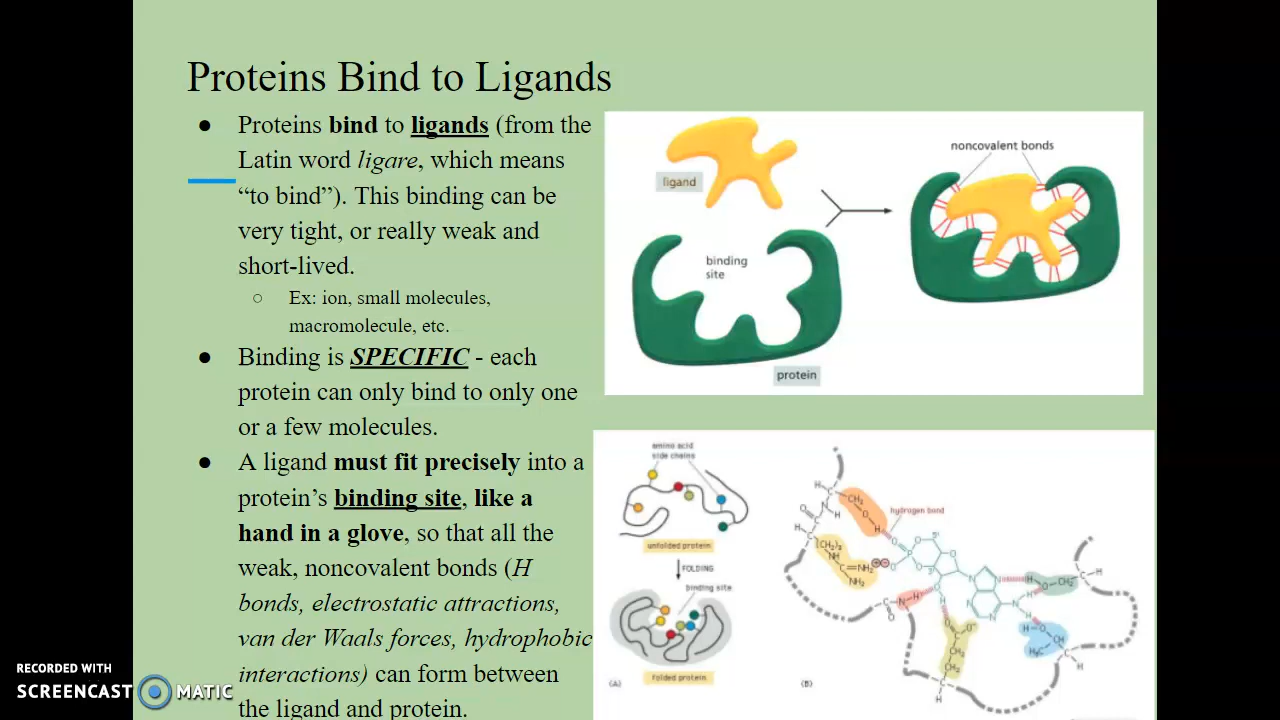 Proteins Bind to Ligands
● Proteins bind to ligands (from the
Latin word ligare, which means
“to bind”). This binding can be
very tight, or really weak and
short-lived.
○ Ex: ion, small molecules,
macromolecule, etc.
● Binding is SPECIFIC - each
protein can only bind to only one
or a few molecules.
● A ligand must fit precisely into a
protein’s binding site, like a
hand in a glove, so that all the
weak, noncovalent bonds (H
bonds, electrostatic attractions,
van der Waals forces, hydrophobic
interactions) can form between
the ligand and protein.
ligand
binding
site
protein
noncovalent bonds
amino acid
side chains
unfolded protein
FOLDING
binding site
folded protein
(A)
hydrogen bond
(B)
RECORDED WITH
SCREENCAST MATIC